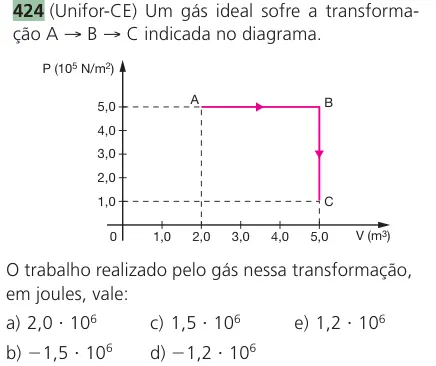 424 (Unifor-CE) Um gás ideal sofre a transforma-
ção A → B → C indicada no diagrama.
P (10⁵ N/m²)
5,0
A
B
4,0
3,0
2,0
1,0
C
0 1,0 2,0 3,0 4,0 5,0 V (m³)
O trabalho realizado pelo gás nessa transformação,
em joules, vale:
a) 2,0 · 10⁶ c) 1,5 · 10⁶ e) 1,2 · 10⁶
b) −1,5 · 10⁶ d) −1,2 · 10⁶